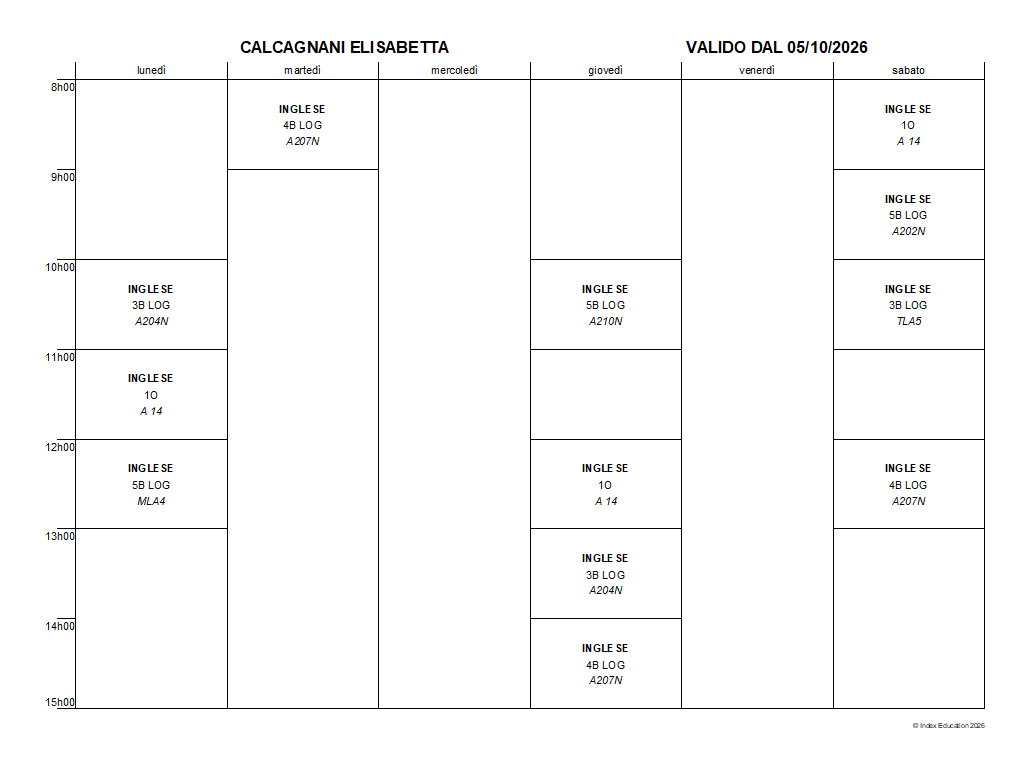 CALCAGNANI ELISABETTA VALIDO DAL 05/10/2026
lunedì martedì mercoledì giovedì venerdì sabato
8h00
INGLESE INGLESE
4B LOG 1O
A207N A 14
9h00
INGLESE
5B LOG
A202N
10h00
INGLESE INGLESE INGLESE
3B LOG 5B LOG 3B LOG
A204N A210N TLA5
11h00
INGLESE
1O
A 14
12h00
INGLESE INGLESE INGLESE
5B LOG 1O 4B LOG
MLA4 A 14 A207N
13h00
INGLESE
3B LOG
A204N
14h00
INGLESE
4B LOG
A207N
15h00
© Index Education 2026